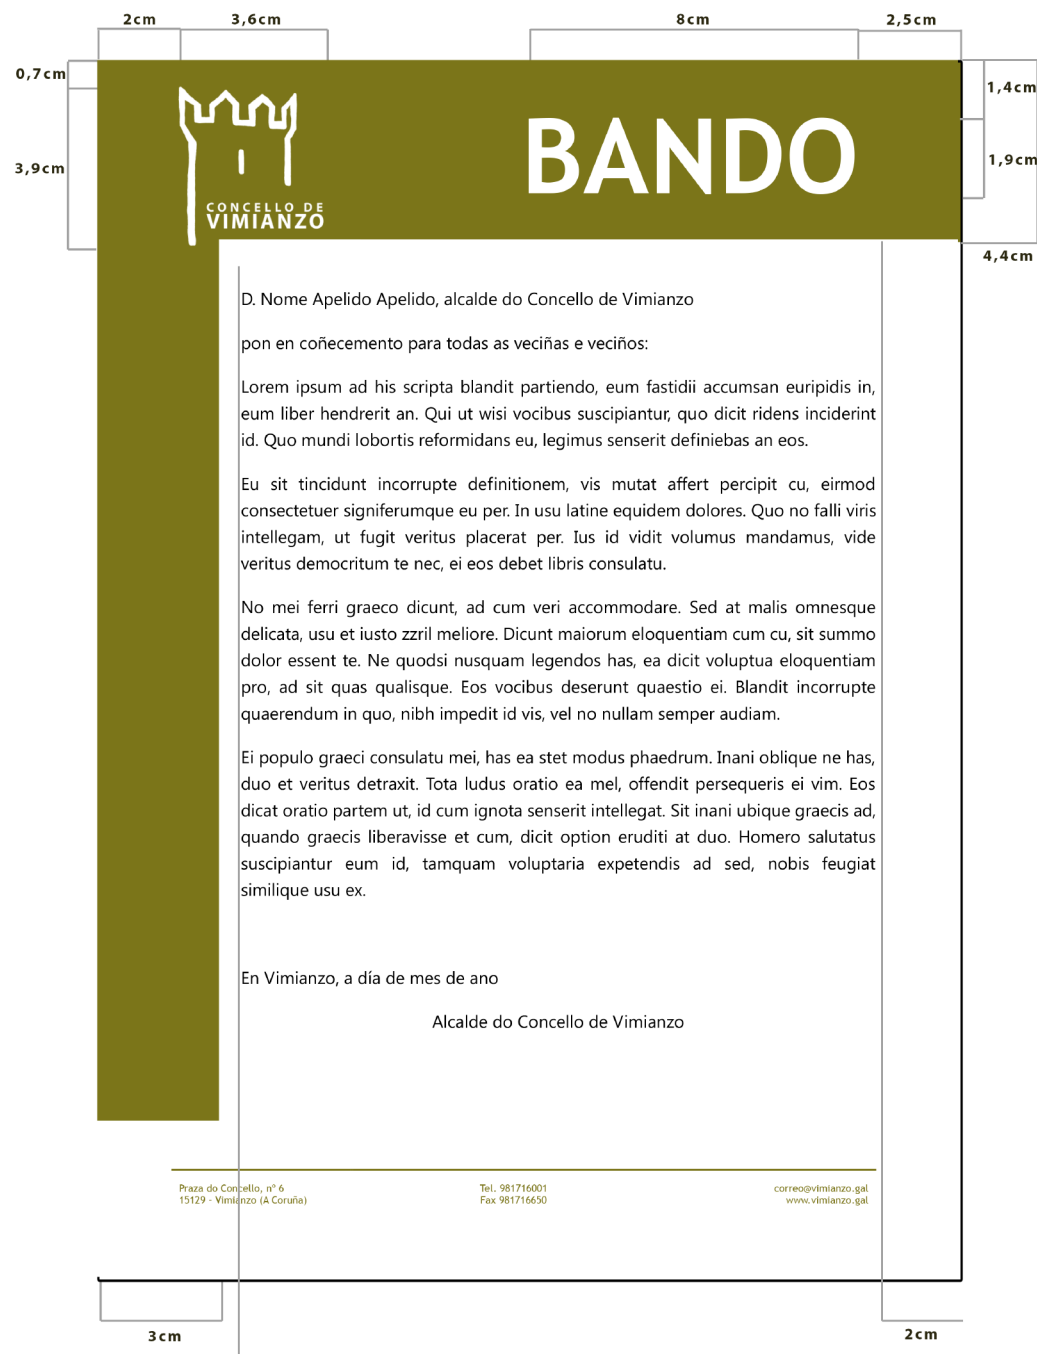 2cm
3,6cm
8cm
2,5cm
0,7cm
1,4cm
3,9cm
1,9cm
4,4cm
CONCELLO DE
VIMIANZO
BANDO
D. Nome Apelido Apelido, alcalde do Concello de Vimianzo
pon en coñecemento para todas as veciñas e veciños:
Lorem ipsum ad his scripta blandit partiendo, eum fastidii accumsan euripidis in,
eum liber hendrerit an. Qui ut wisi vocibus suscipiantur, quo dicit ridens inciderint
id. Quo mundi lobortis reformidans eu, legimus senserit definiebas an eos.
Eu sit tincidunt incorrupte definitionem, vis mutat affert percipit cu, eirmod
consectetuer signiferumque eu per. In usu latine equidem dolores. Quo no falli viris
intellegam, ut fugit veritus placerat per. Ius id vidit volumus mandamus, vide
veritus democritum te nec, ei eos debet libris consulatu.
No mei ferri graeco dicunt, ad cum veri accommodare. Sed at malis omnesque
delicata, usu et iusto zzril meliore. Dicunt maiorum eloquentiam cum cu, sit summo
dolor essent te. Ne quodsi nusquam legendos has, ea dicit voluptua eloquentiam
pro, ad sit quas qualisque. Eos vocibus deserunt quaestio ei. Blandit incorrupte
quaerendum in quo, nibh impedit id vis, vel no nullam semper audiam.
Ei populo graeci consulatu mei, has ea stet modus phaedrum. Inani oblique ne has,
duo et veritus detraxit. Tota ludus oratio ea mel, offendit persequeris ei vim. Eos
dicat oratio partem ut, id cum ignota senserit intellegat. Sit inani ubique graecis ad,
quando graecis liberavisse et cum, dicit option eruditi at duo. Homero salutatus
suscipiantur eum id, tamquam voluptaria expetendis ad sed, nobis feugiat
similique usu ex.
En Vimianzo, a día de mes de ano
Alcalde do Concello de Vimianzo
Praza do Concello, nº 6
15129 - Vimianzo (A Coruña)
Tel. 981716001
Fax 981716650
correo@vimianzo.gal
www.vimianzo.gal
3cm
2cm